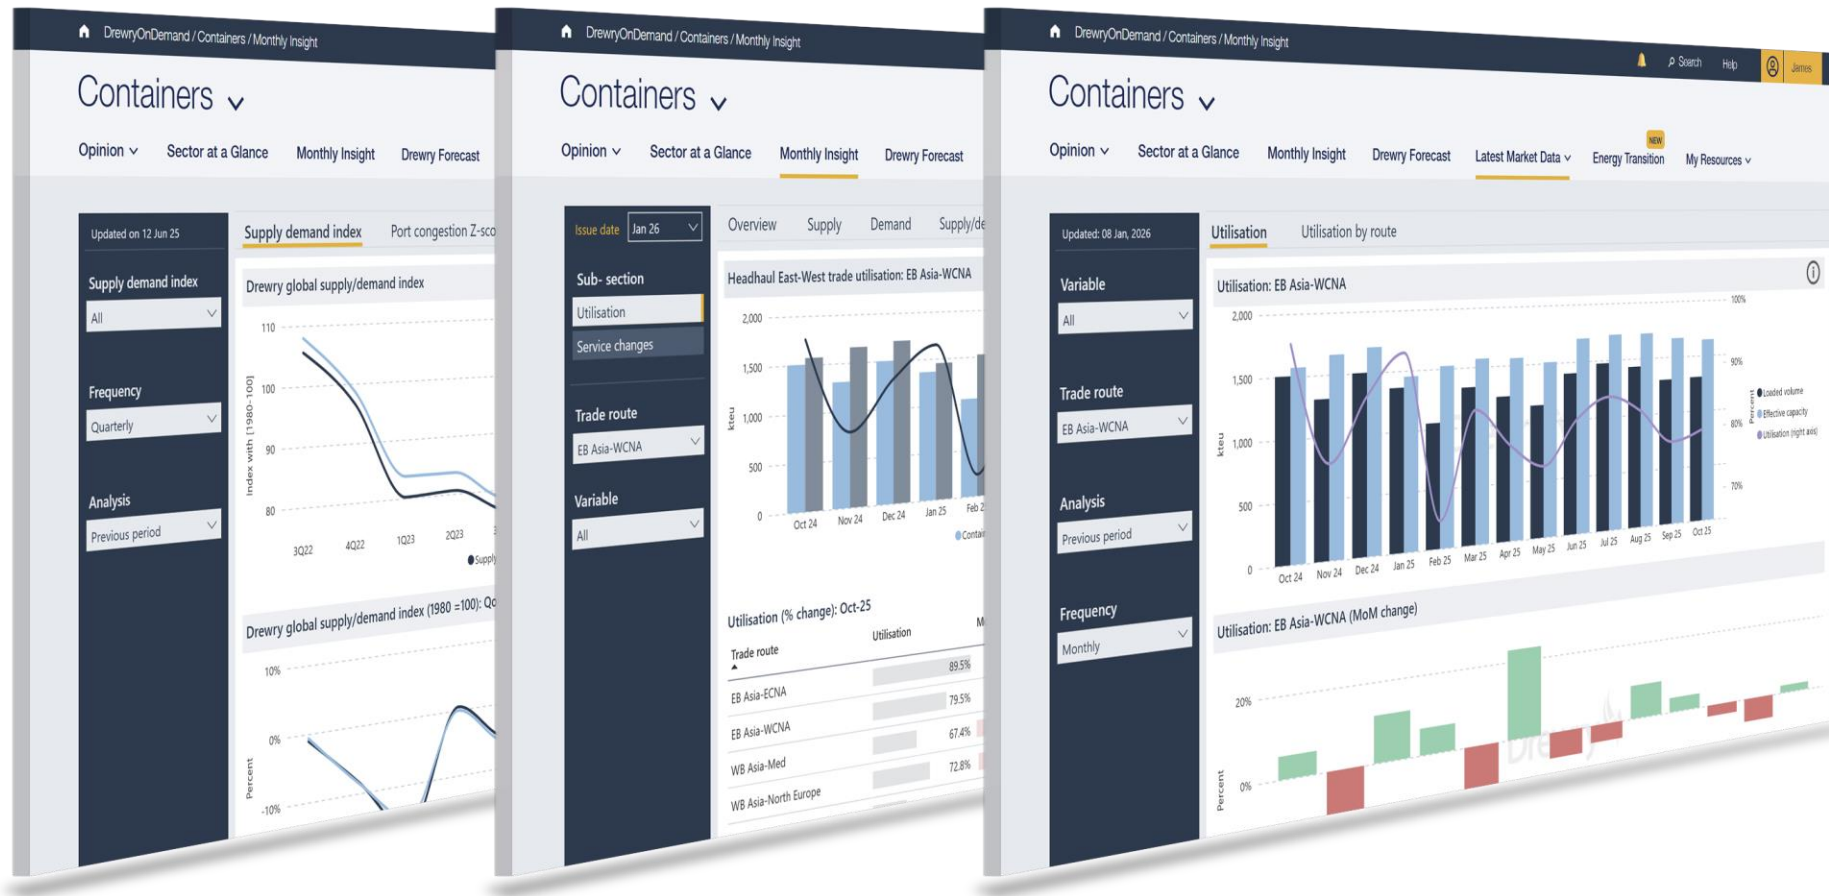 DrewryOnDemand / Containers / Monthly Insight
Containers
Opinion
Sector at a Glance
Monthly Insight
Drewry Forecast
Updated on 12 Jun 25
Supply demand index
All
Frequency
Quarterly
Analysis
Previous period
Supply demand index
Port congestion
Drewry global supply/demand index
Index with [1980-100]
110
100
90
80
3Q22
4Q22
1Q23
2Q23
Drewry global supply/demand index (1980 =100):
Percent
10%
0%
-10%
DrewryOnDemand / Containers / Monthly Insight
Containers
Opinion
Sector at a Glance
Monthly Insight
Drewry Forecast
Issue date
Jan 26
Sub- section
Utilisation
Service changes
Trade route
EB Asia-WCNA
Variable
All
Overview
Supply
Demand
Headhaul East-West trade utilisation: EB Asia-WCNA
kteu
2,000
1,500
1,000
500
0
Oct 24
Nov 24
Dec 24
Jan 25
Feb
Utilisation (% change): Oct-25
Trade route
Utilisation
EB Asia-ECNA
89.5%
EB Asia-WCNA
79.5%
WB Asia-Med
67.4%
WB Asia-North Europe
72.8%
DrewryOnDemand / Containers / Monthly Insight
Search
Help
James
Containers
Opinion
Sector at a Glance
Monthly Insight
Drewry Forecast
Latest Market Data
NEW
Energy Transition
My Resources
Updated: 08 Jan, 2026
Variable
All
Trade route
EB Asia-WCNA
Analysis
Previous period
Frequency
Monthly
Utilisation
Utilisation by route
Utilisation: EB Asia-WCNA
kteu
2,000
1,500
1,000
500
0
100%
90%
80%
70%
Percent
Loaded volume
Effective capacity
Utilisation (right axis)
Oct 24
Nov 24
Dec 24
Jan 25
Feb 25
Mar 25
Apr 25
May 25
Jun 25
Jul 25
Aug 25
Sep 25
Oct 25
Utilisation: EB Asia-WCNA (MoM change)
Percent
20%
0%